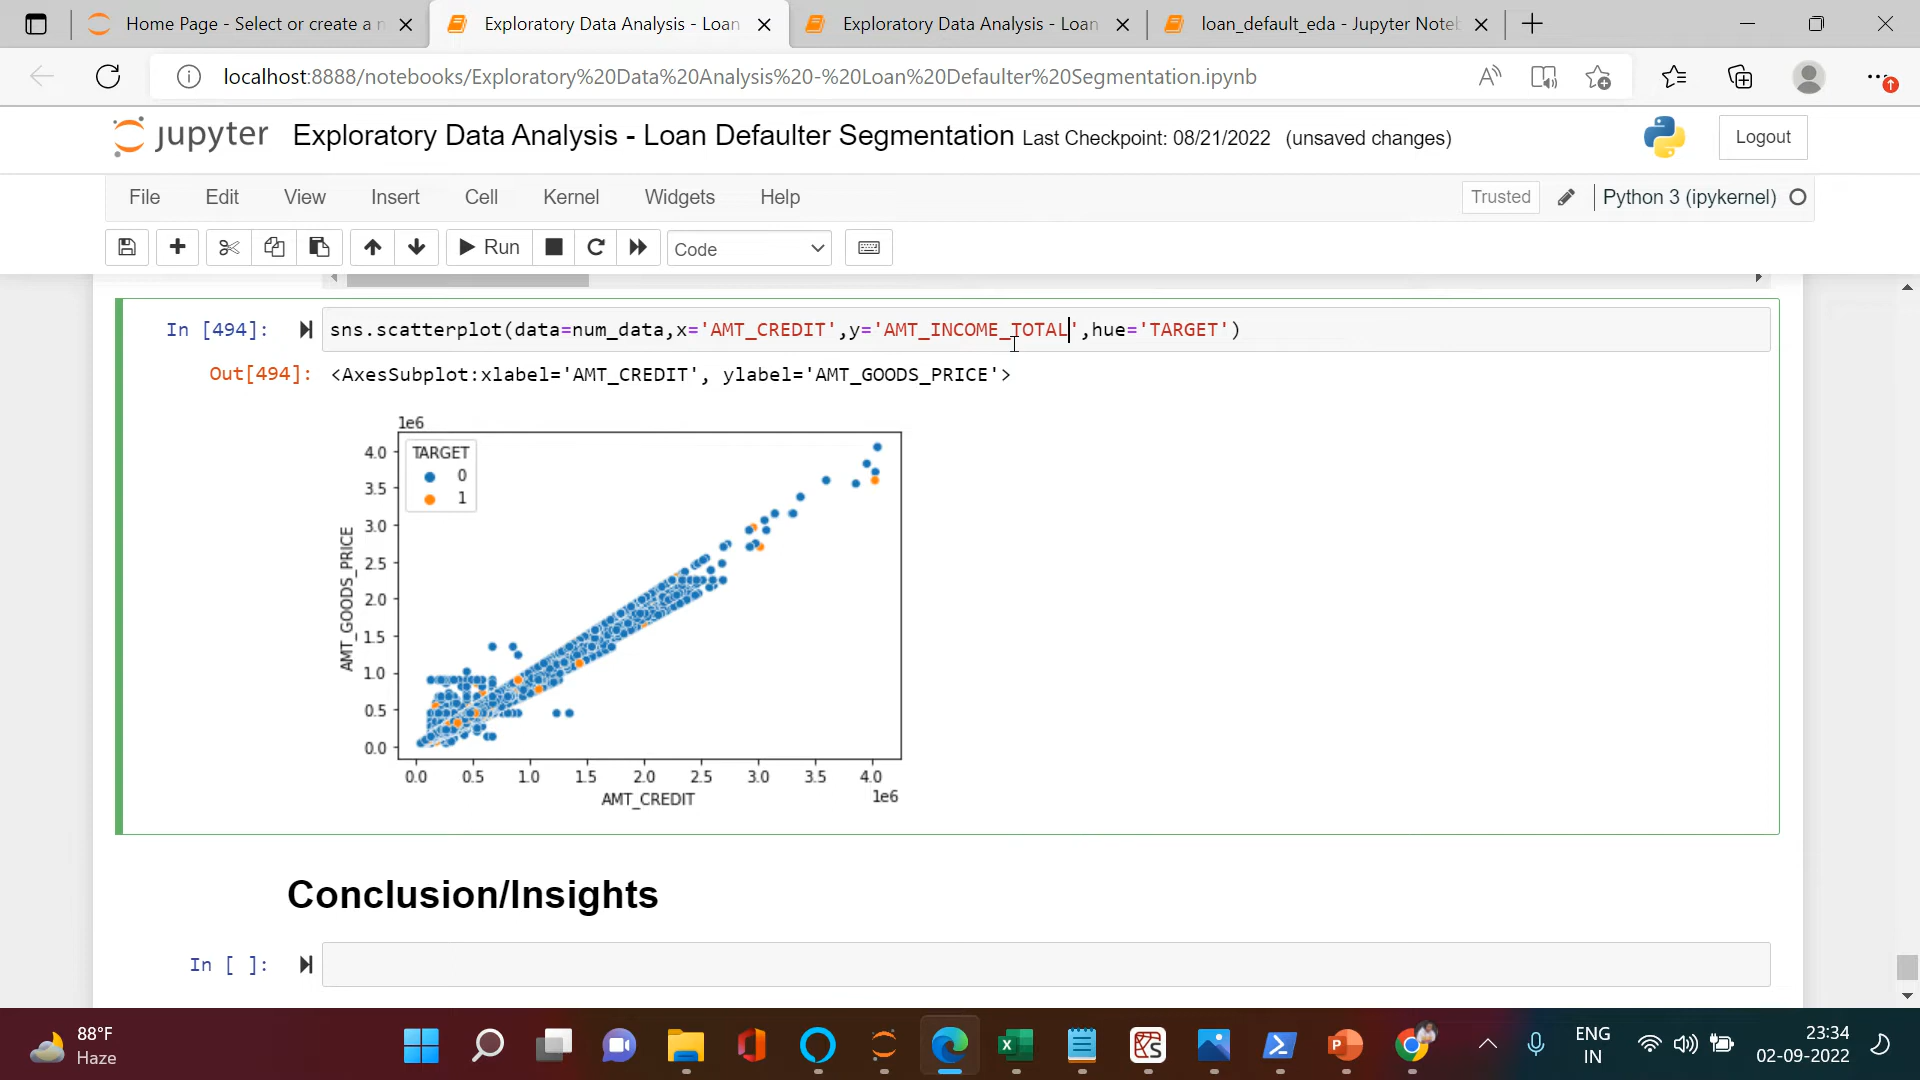 Home Page - Select or create a n
Exploratory Data Analysis - Loan
Exploratory Data Analysis - Loan
loan_default_eda - Jupyter Noteb
localhost:8888/notebooks/Exploratory%20Data%20Analysis%20-%20Loan%20Defaulter%20Segmentation.ipynb
jupyter Exploratory Data Analysis - Loan Defaulter Segmentation Last Checkpoint: 08/21/2022 (unsaved changes)
Logout
File Edit View Insert Cell Kernel Widgets Help
Trusted Python 3 (ipykernel)
Run Code
In [494]: sns.scatterplot(data=num_data,x='AMT_CREDIT',y='AMT_INCOME_TOTAL',hue='TARGET')
Out[494]: <AxesSubplot:xlabel='AMT_CREDIT', ylabel='AMT_GOODS_PRICE'>
1e6
TARGET
0
1
4.0
3.5
3.0
2.5
2.0
1.5
1.0
0.5
0.0
AMT_GOODS_PRICE
0.0 0.5 1.0 1.5 2.0 2.5 3.0 3.5 4.0
AMT_CREDIT
1e6
Conclusion/Insights
In [ ]:
88°F
Haze
ENG
IN
23:34
02-09-2022